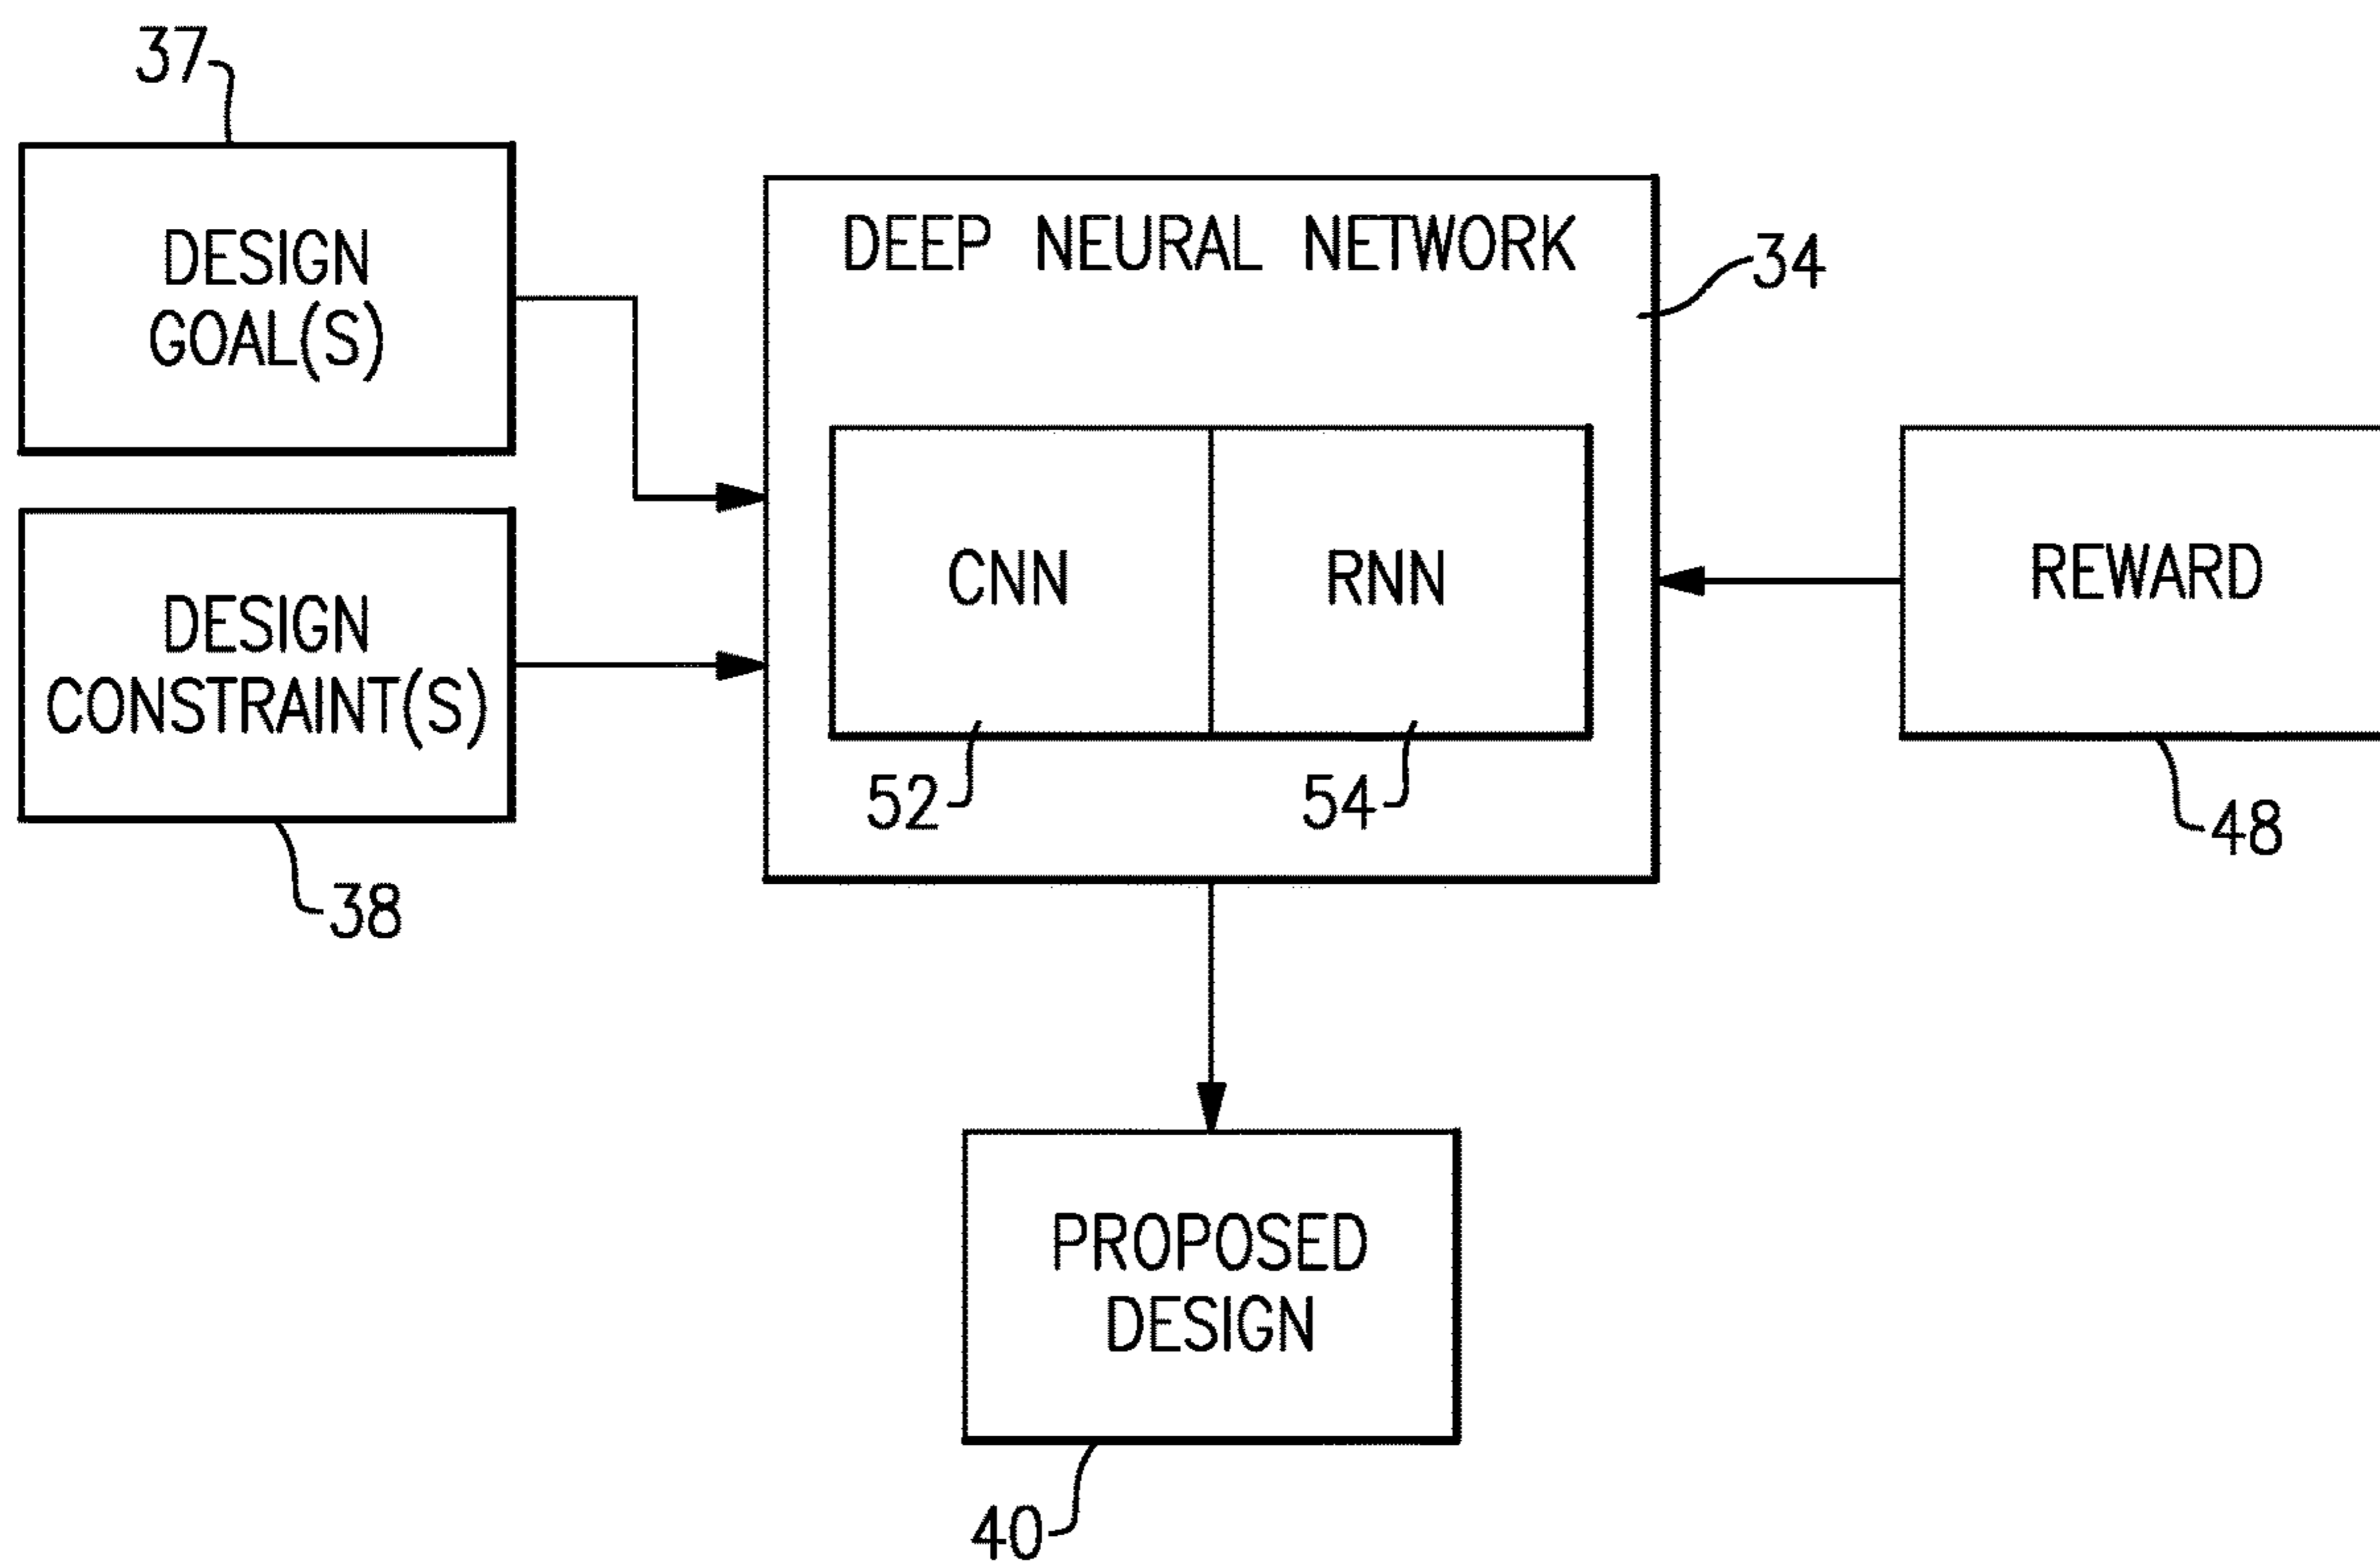 37
DESIGN
GOAL(S)
DEEP NEURAL NETWORK
34
DESIGN
CONSTRAINT(S)
38
CNN
RNN
52
54
REWARD
48
PROPOSED
DESIGN
40